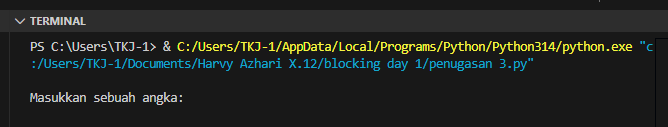 TERMINAL
PS C:\Users\TKJ-1> & C:/Users/TKJ-1/AppData/Local/Programs/Python/Python314/python.exe "c
:/Users/TKJ-1/Documents/Harvy Azhari X.12/blocking day 1/penugasan 3.py"
Masukkan sebuah angka: